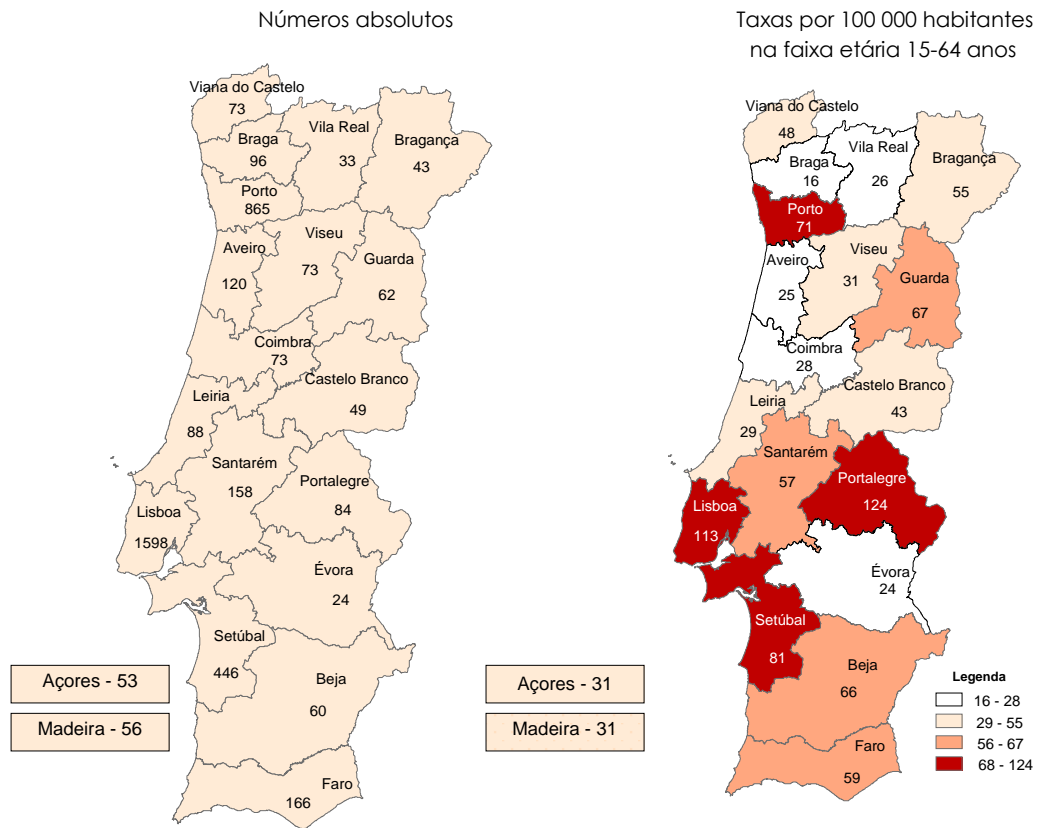 Números absolutos
Viana do Castelo
73
Braga
96
Vila Real
33
Bragança
43
Porto
865
Aveiro
120
Viseu
73
Guarda
62
Coimbra
73
Castelo Branco
49
Leiria
88
Santarém
158
Portalegre
84
Lisboa
1598
Évora
24
Setúbal
446
Beja
60
Faro
166
Açores - 53
Madeira - 56
Taxas por 100 000 habitantes
na faixa etária 15-64 anos
Viana do Castelo
48
Braga
16
Vila Real
26
Bragança
55
Porto
71
Aveiro
25
Viseu
31
Guarda
67
Coimbra
28
Castelo Branco
43
Leiria
29
Santarém
57
Portalegre
124
Lisboa
113
Évora
24
Setúbal
81
Beja
66
Faro
59
Açores - 31
Madeira - 31
Legenda
16 - 28
29 - 55
56 - 67
68 - 124